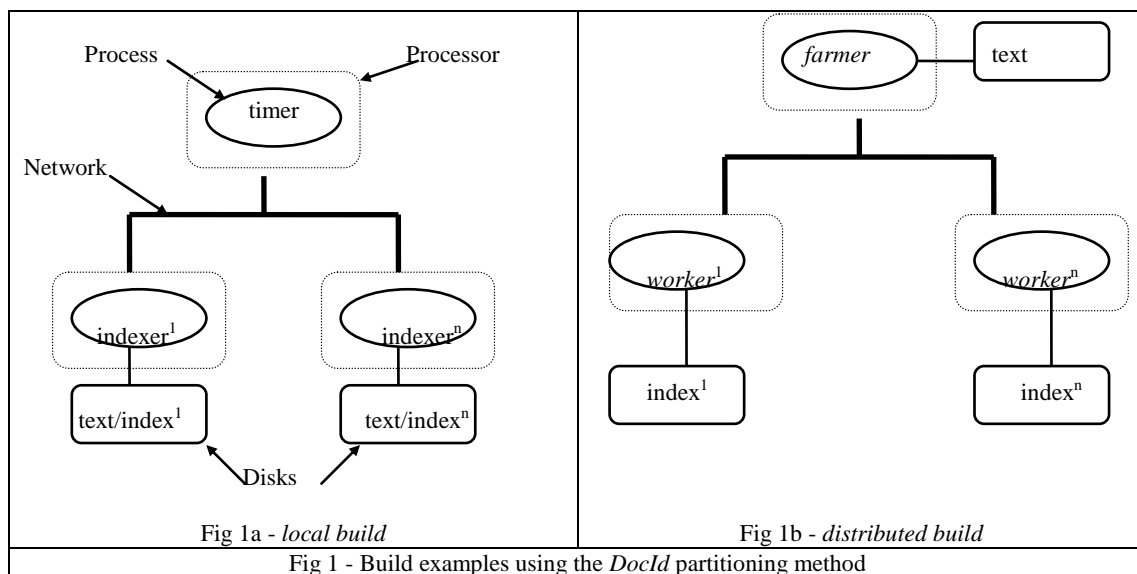 Process
Processor
timer
Network
indexer¹
indexerⁿ
text/index¹
text/indexⁿ
Disks
Fig 1a - local build
farmer
text
worker¹
workerⁿ
index¹
indexⁿ
Fig 1b - distributed build
Fig 1 - Build examples using the DocId partitioning method